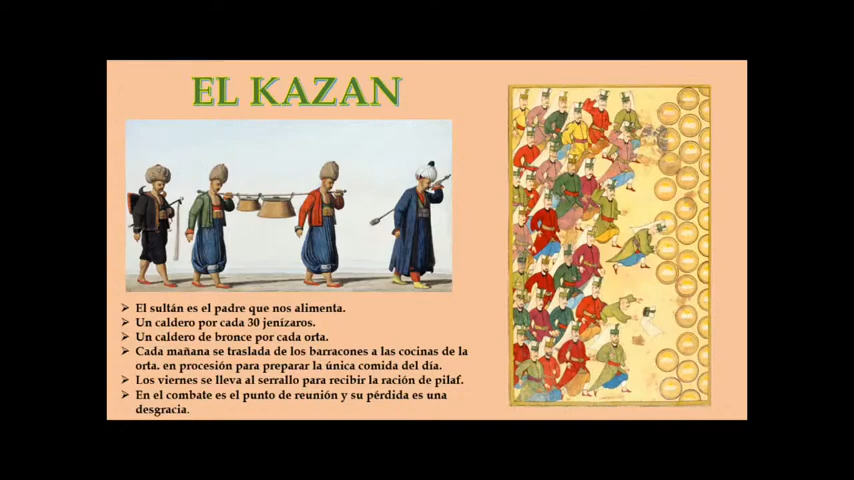 EL KAZAN
El sultán es el padre que nos alimenta.
Un caldero por cada 30 jenízaros.
Un caldero de bronce por cada orta.
Cada mañana se traslada de los barracones a las cocinas de la
orta. en procesión para preparar la única comida del día.
Los viernes se lleva al serrallo para recibir la ración de pilaf.
En el combate es el punto de reunión y su pérdida es una
desgracia.